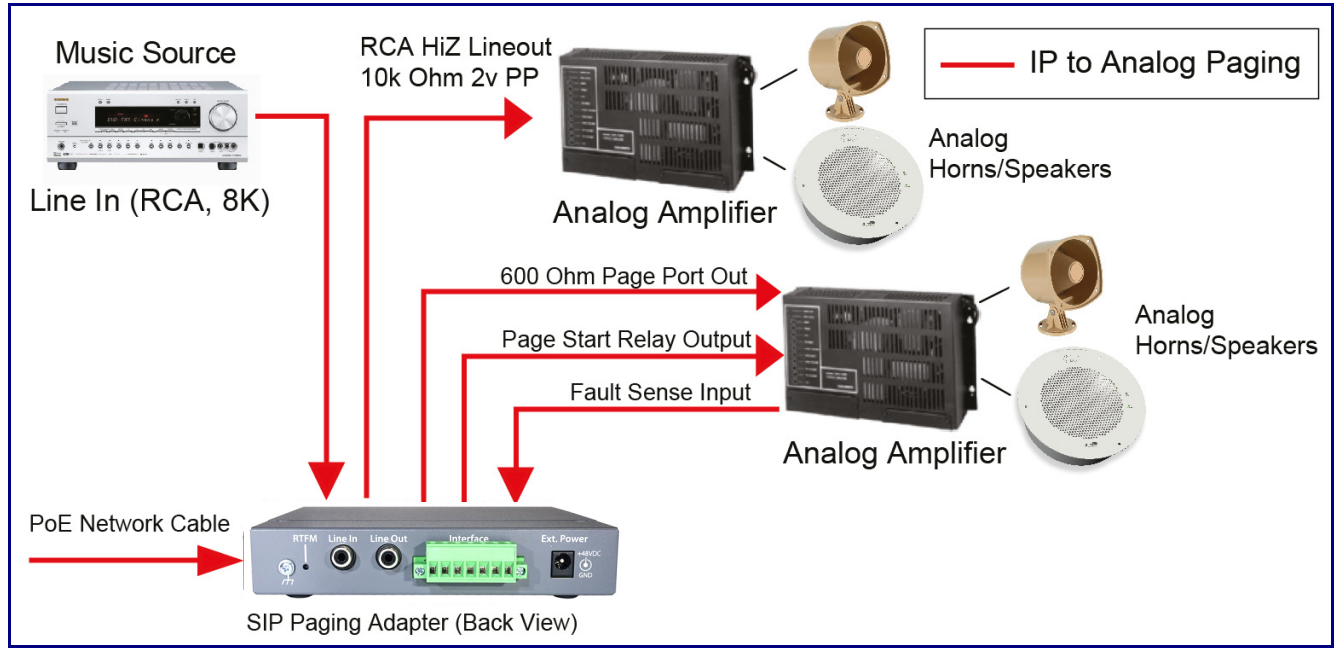 Music Source
Line In (RCA, 8K)
RCA HiZ Lineout
10k Ohm 2v PP
Analog Amplifier
Analog
Horns/Speakers
IP to Analog Paging
600 Ohm Page Port Out
Page Start Relay Output
Fault Sense Input
Analog Amplifier
Analog
Horns/Speakers
PoE Network Cable
RTFM
Line In
Line Out
Interface
Ext. Power
+48VDC
GND
SIP Paging Adapter (Back View)